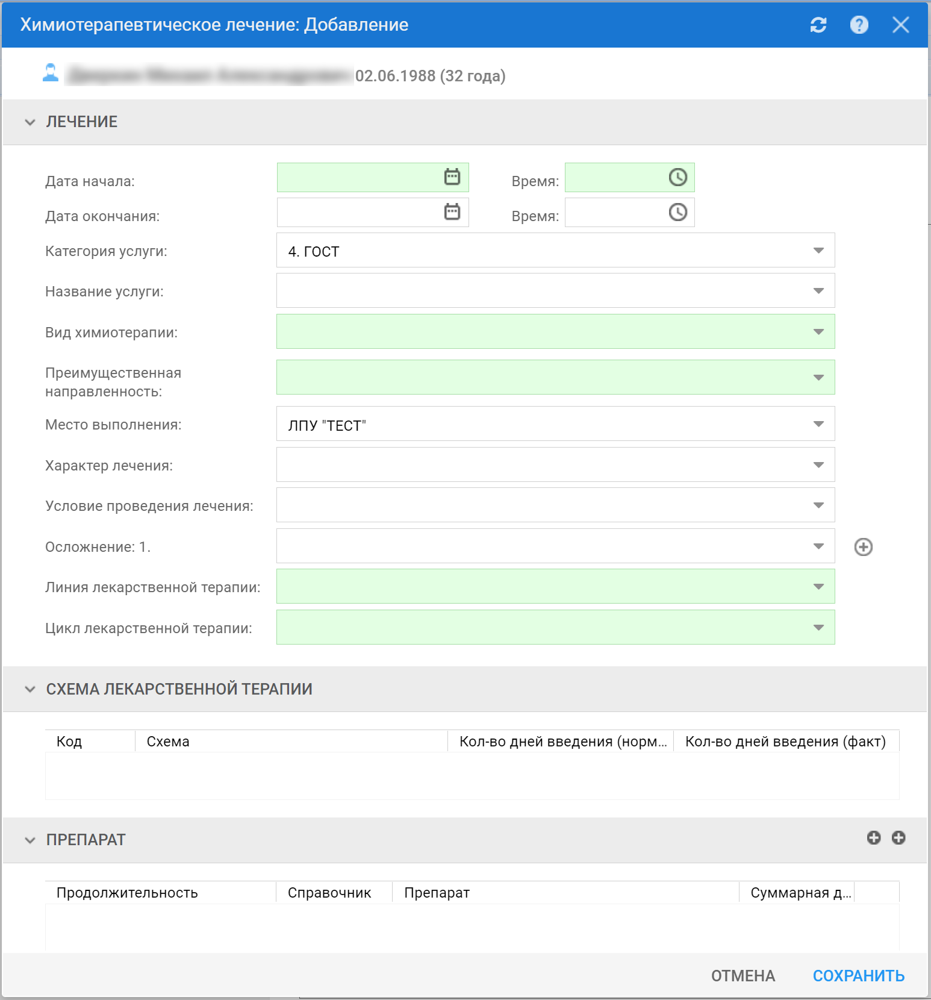 Химиотерапевтическое лечение: Добавление
02.06.1988 (32 года)
ЛЕЧЕНИЕ
Дата начала: Время:
Дата окончания: Время:
Категория услуги: 4. ГОСТ
Название услуги:
Вид химиотерапии:
Преимущественная
направленность:
Место выполнения: ЛПУ "ТЕСТ"
Характер лечения:
Условие проведения лечения:
Осложнение: 1.
Линия лекарственной терапии:
Цикл лекарственной терапии:
СХЕМА ЛЕКАРСТВЕННОЙ ТЕРАПИИ
Код Схема Кол-во дней введения (норм... Кол-во дней введения (факт)
ПРЕПАРАТ
Продолжительность Справочник Препарат Суммарная д...
ОТМЕНА СОХРАНИТЬ